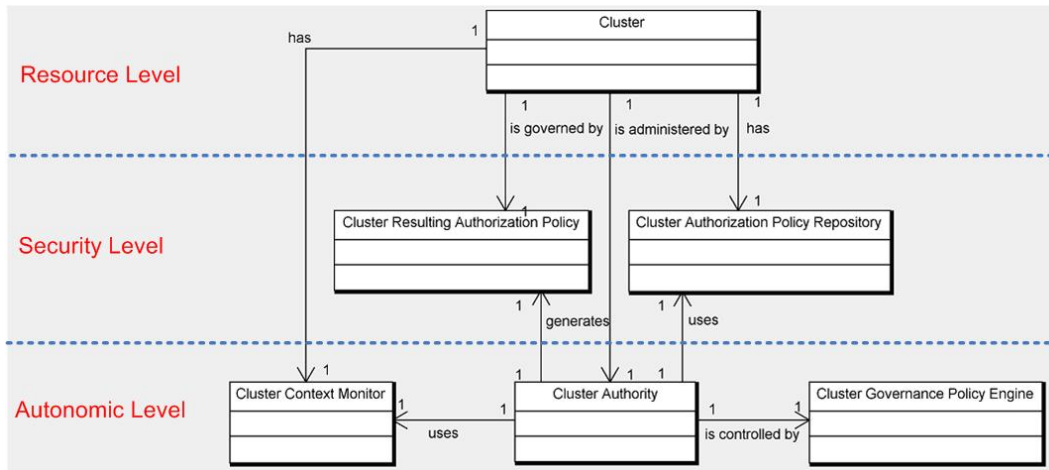 Cluster
has
1
Resource Level
1
1
1
is governed by
is administered by
has
1
1
Cluster Resulting Authorization Policy
Cluster Authorization Policy Repository
Security Level
1
1
generates
uses
1
1
1
1
Cluster Context Monitor
Cluster Authority
Cluster Governance Policy Engine
Autonomic Level
1
1
1
1
uses
is controlled by